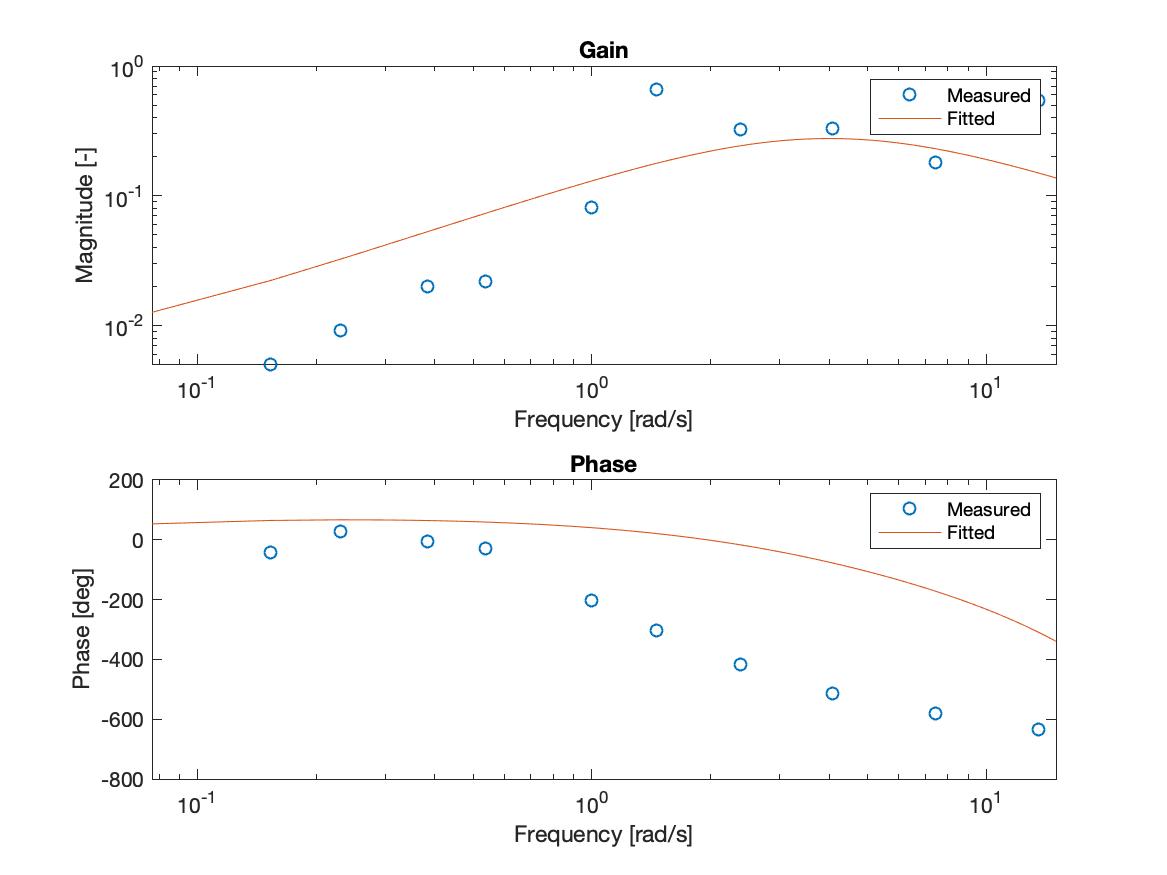 Gain
10^0
10^-1
10^-2
Magnitude [-]
Measured
Fitted
10^-1
10^0
10^1
Frequency [rad/s]
Phase
200
0
-200
-400
-600
-800
Phase [deg]
Measured
Fitted
10^-1
10^0
10^1
Frequency [rad/s]